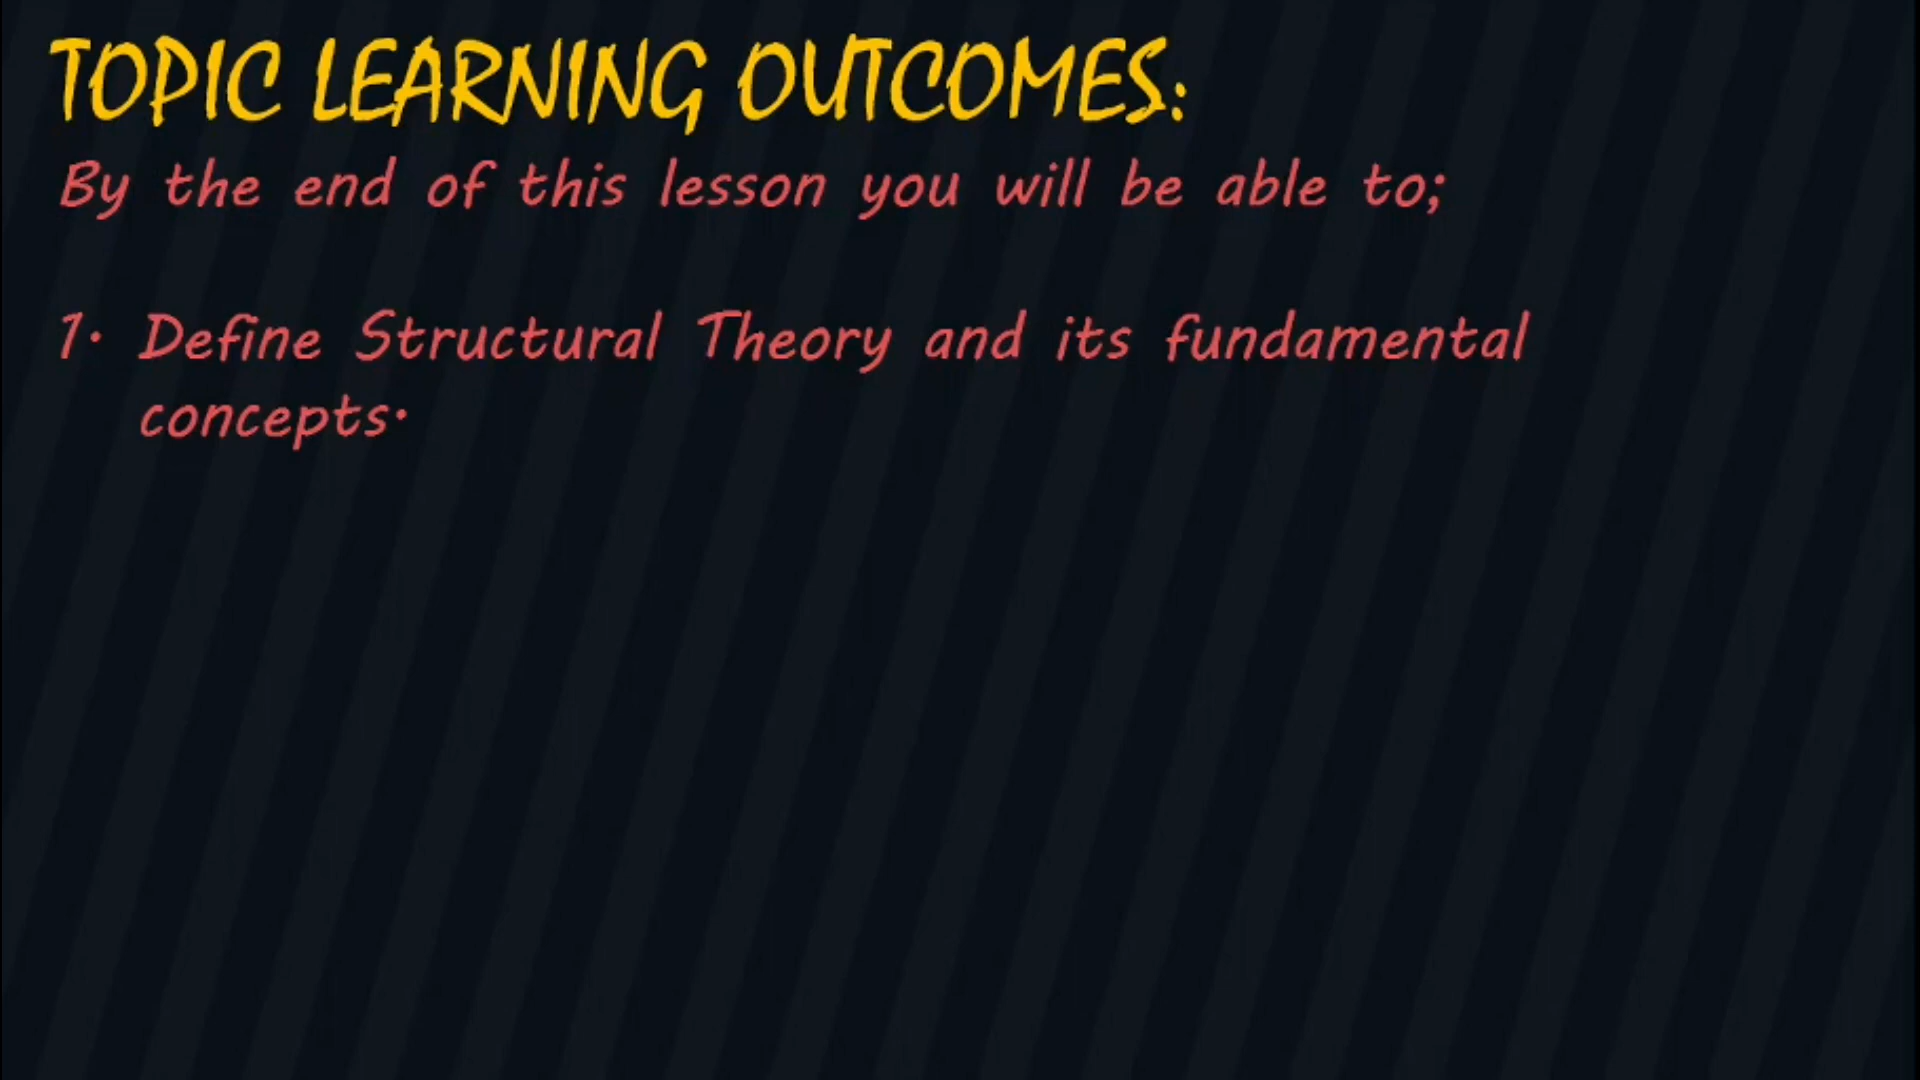 TOPIC LEARNING OUTCOMES:
By the end of this lesson you will be able to;
1. Define Structural Theory and its fundamental
concepts.